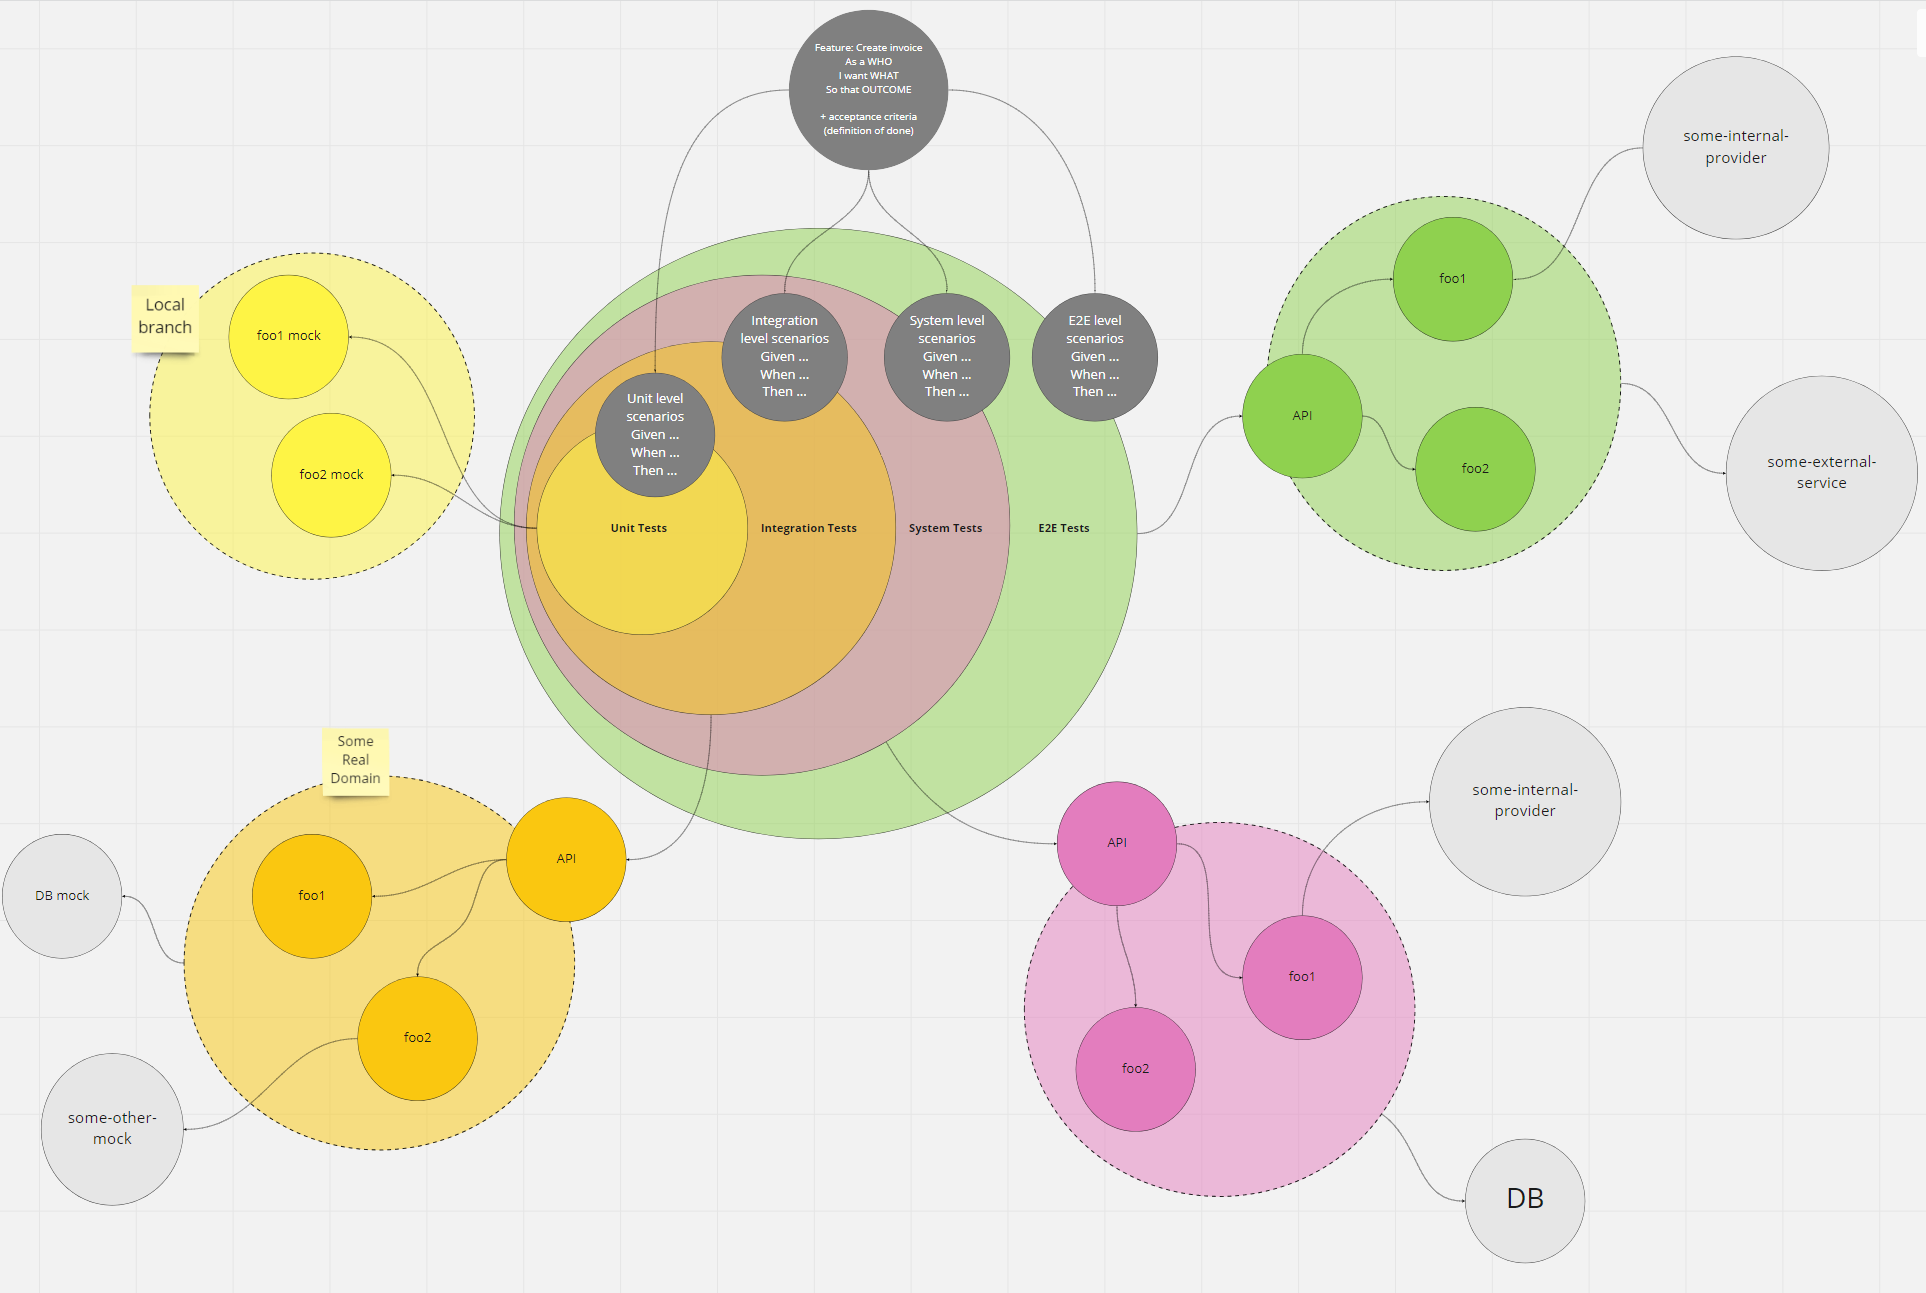 Feature: Create invoice
As a WHO
I want WHAT
So that OUTCOME
+ acceptance criteria
(definition of done)
some-internal-
provider
Local
branch
foo1 mock
foo2 mock
Unit level
scenarios
Given ...
When ...
Then ...
Integration
level scenarios
Given ...
When ...
Then ...
System level
scenarios
Given ...
When ...
Then ...
E2E level
scenarios
Given ...
When ...
Then ...
Unit Tests
Integration Tests
System Tests
E2E Tests
foo1
API
foo2
some-external-
service
Some
Real
Domain
API
foo1
DB mock
foo2
some-other-
mock
API
some-internal-
provider
foo1
foo2
DB